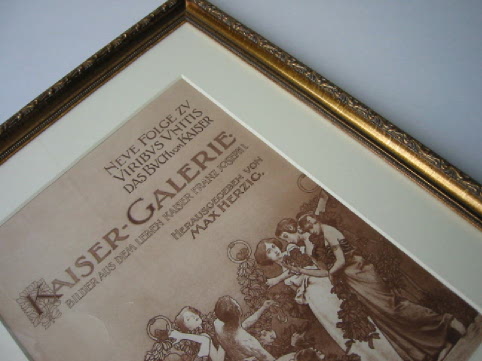 NEVE FOLGE ZV
VIRIBVS VNITIS
DAS BVCH VOM KAISER
KAISER-GALERIE
BILDER AUS DEM LEBEN KAISER FRANZ JOSEF I.
HERAUSGEGEBEN VON
MAX HERZIG.